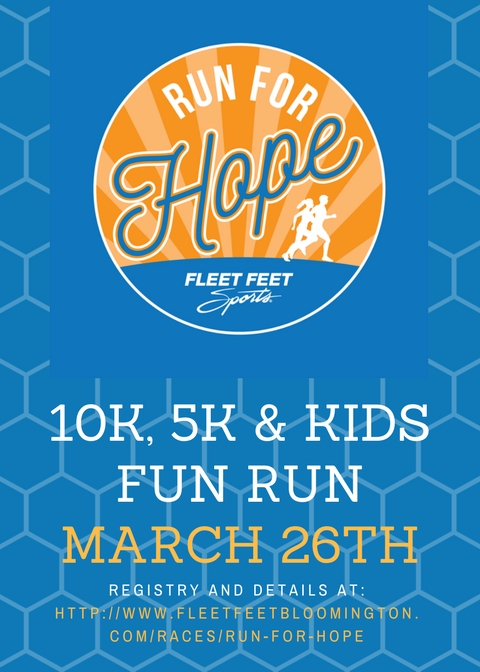 RUN FOR
Hope
FLEET FEET
Sports
10K, 5K & KIDS
FUN RUN
MARCH 26TH
REGISTRY AND DETAILS AT:
HTTP://WWW.FLEETFEETBLOOMINGTON.
COM/RACES/RUN-FOR-HOPE